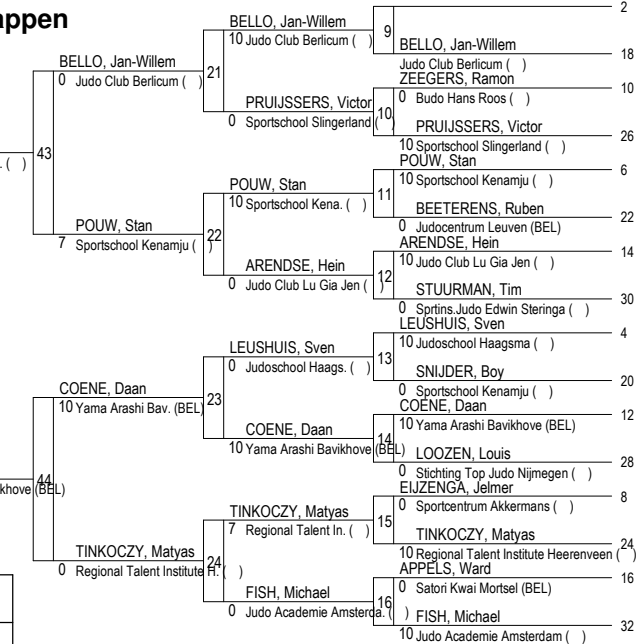 appen
2
BELLO, Jan-Willem
10 Judo Club Berlicum ( )
9
BELLO, Jan-Willem
18
Judo Club Berlicum ( )
BELLO, Jan-Willem
0 Judo Club Berlicum ( )
21
ZEEGERS, Ramon
10
0 Budo Hans Roos ( )
PRUIJSSERS, Victor
0 Sportschool Slingerland ( )
10
PRUIJSSERS, Victor
26
10 Sportschool Slingerland ( )
. ( )
43
POUW, Stan
6
10 Sportschool Kenamju ( )
POUW, Stan
10 Sportschool Kena. ( )
11
BEETERENS, Ruben
22
0 Judocentrum Leuven (BEL)
POUW, Stan
7 Sportschool Kenamju ( )
22
ARENDSE, Hein
14
10 Judo Club Lu Gia Jen ( )
ARENDSE, Hein
0 Judo Club Lu Gia Jen ( )
12
STUURMAN, Tim
30
0 Sprtins.Judo Edwin Steringa ( )
LEUSHUIS, Sven
4
10 Judoschool Haagsma ( )
LEUSHUIS, Sven
0 Judoschool Haags. ( )
13
SNIJDER, Boy
20
0 Sportschool Kenamju ( )
COENE, Daan
10 Yama Arashi Bav. (BEL)
23
COENE, Daan
12
10 Yama Arashi Bavikhove (BEL)
COENE, Daan
10 Yama Arashi Bavikhove (BEL)
14
LOOZEN, Louis
28
0 Stichting Top Judo Nijmegen ( )
khove (BEL)
44
EIJZENGA, Jelmer
8
0 Sportcentrum Akkermans ( )
TINKOCZY, Matyas
7 Regional Talent In. ( )
15
TINKOCZY, Matyas
24
10 Regional Talent Institute Heerenveen ( )
TINKOCZY, Matyas
0 Regional Talent Institute H. ( )
24
APPELS, Ward
16
0 Satori Kwai Mortsel (BEL)
FISH, Michael
0 Judo Academie Amsterda. ( )
16
FISH, Michael
32
10 Judo Academie Amsterdam ( )